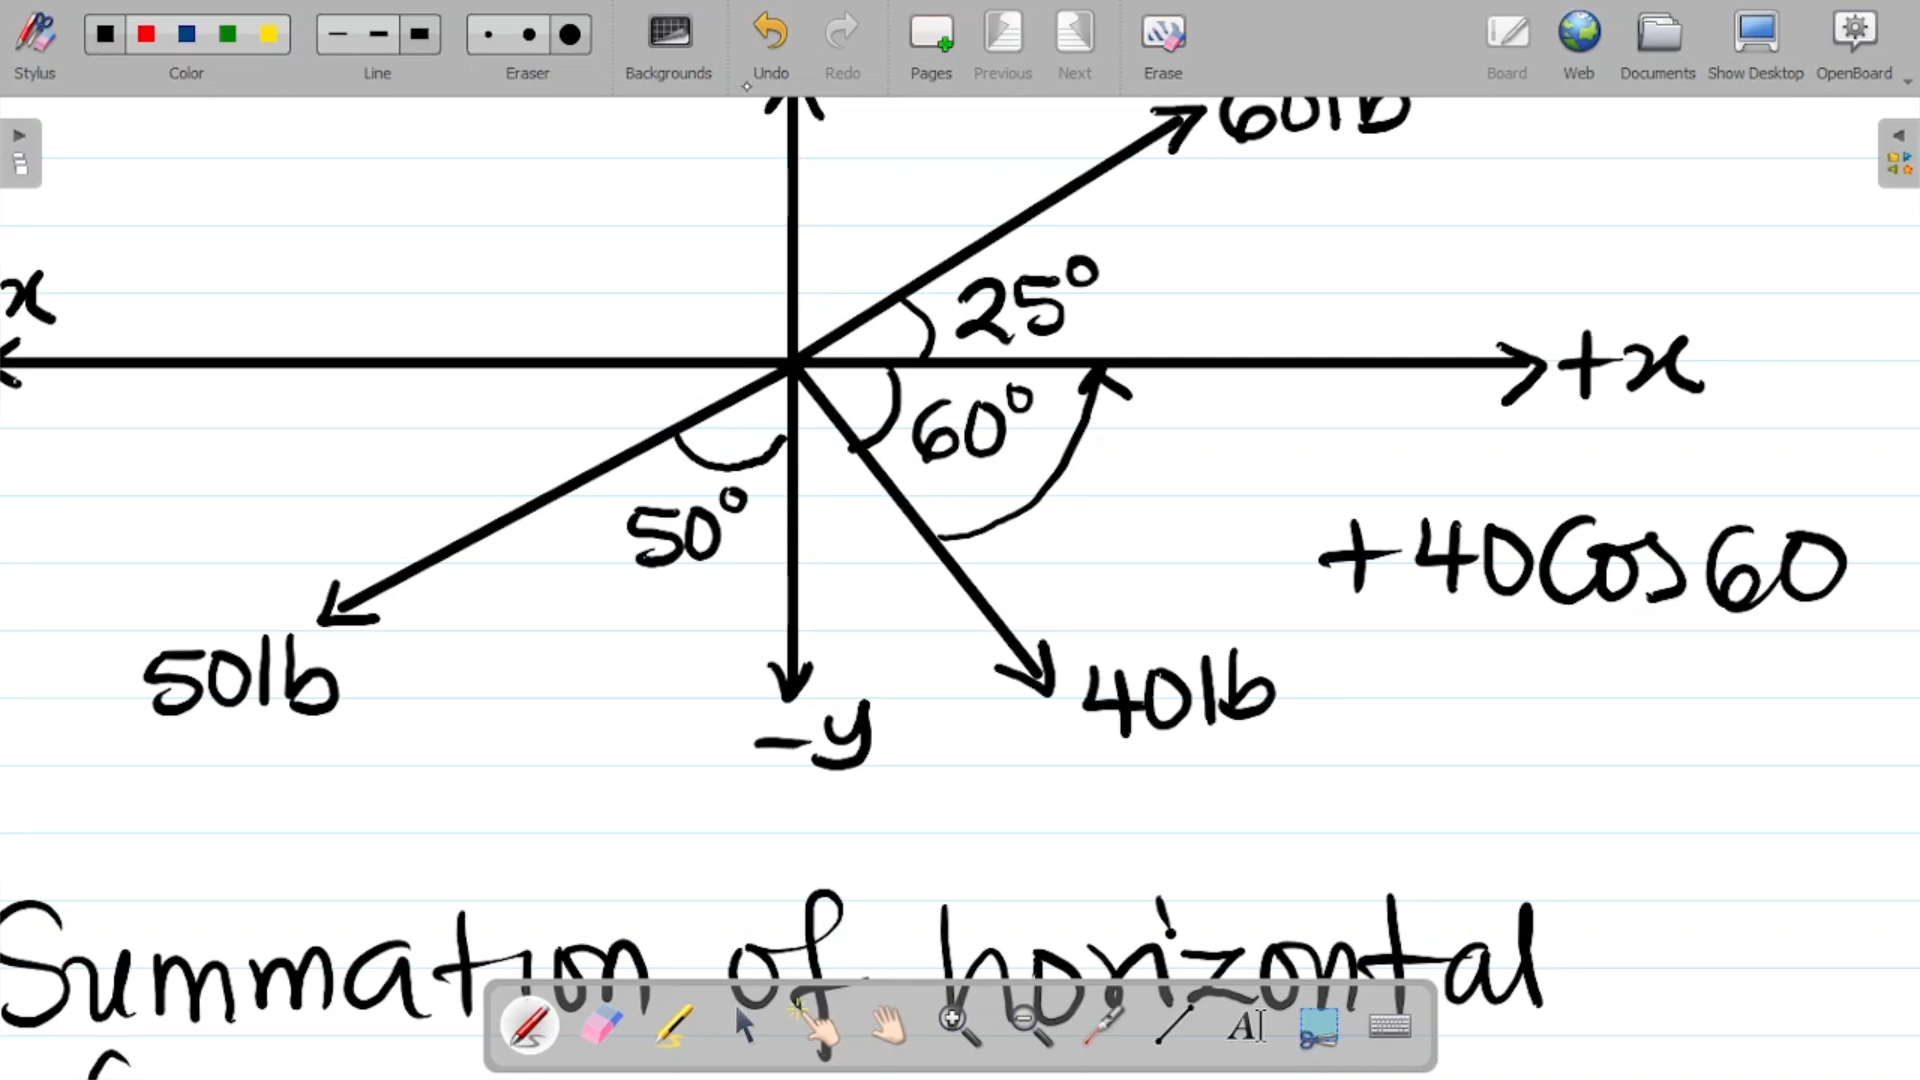 Stylus
Color
Line
Eraser
Backgrounds
Undo
Redo
Pages
Previous
Next
Erase
Board
Web
Documents
Show Desktop
OpenBoard
60lb
x
25°
+x
60°
50°
+40Cos60
50lb
40lb
-y
Summation of horizontal